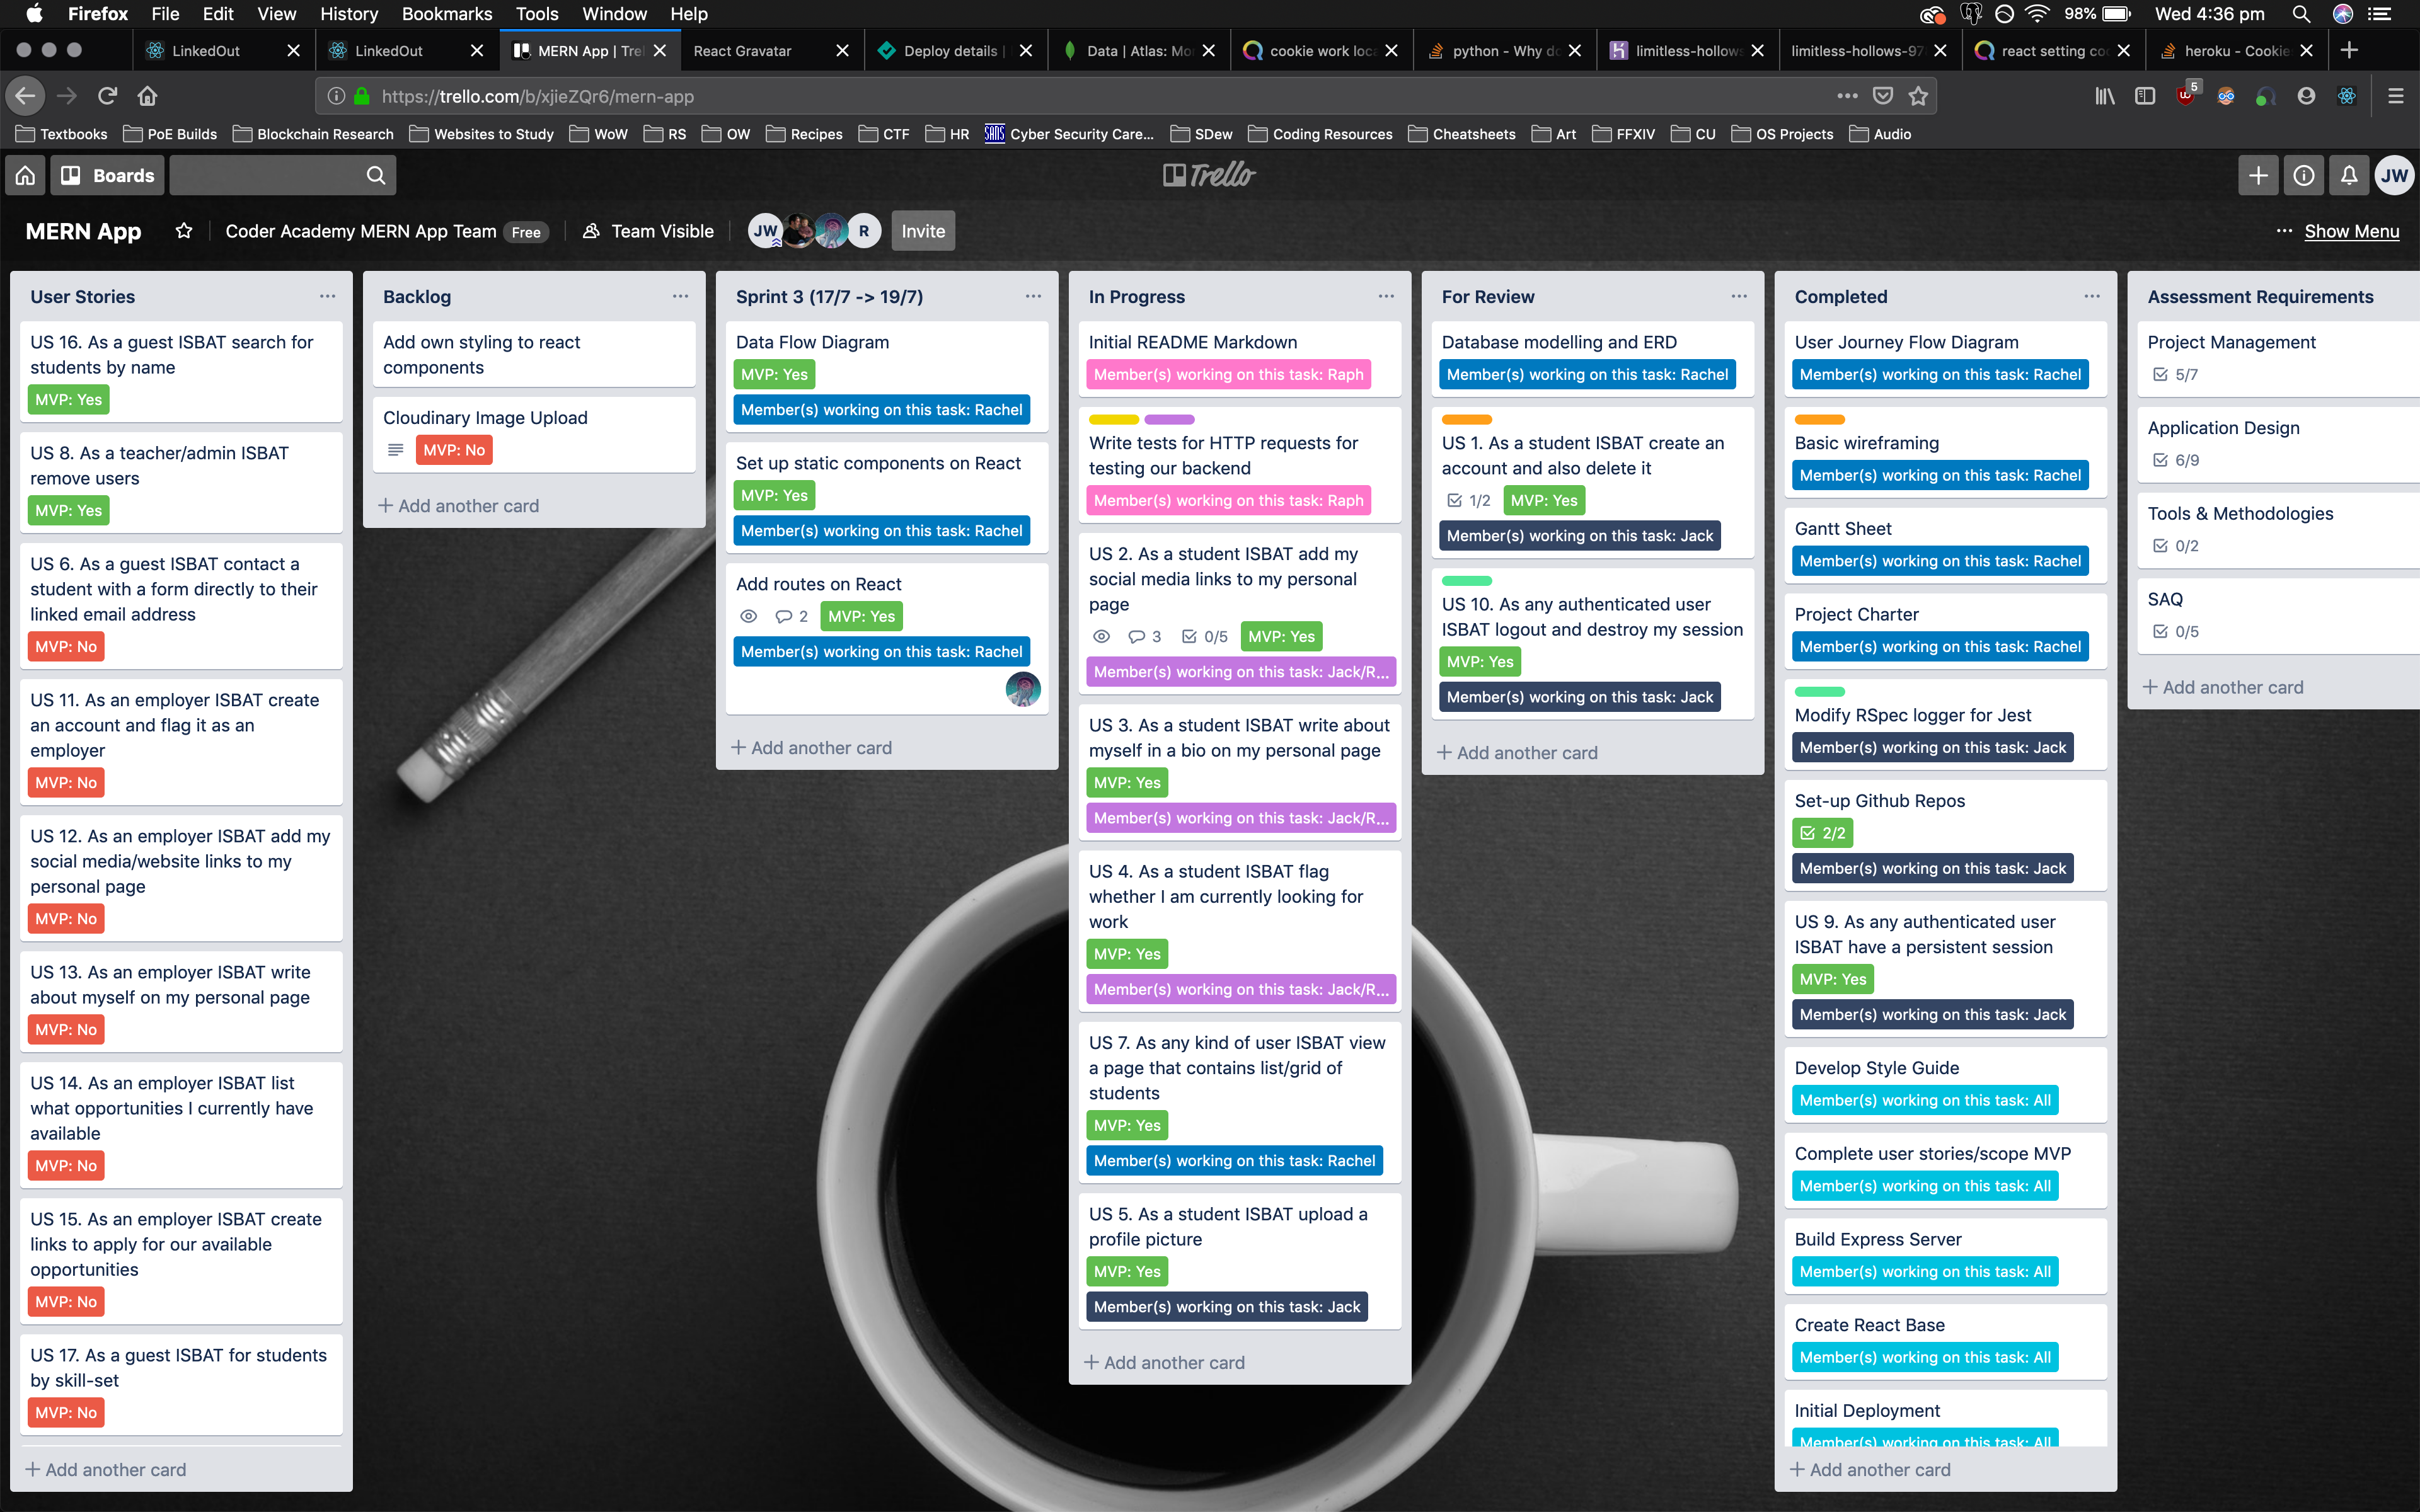 Firefox File Edit View History Bookmarks Tools Window Help 98% Wed 4:36 pm
LinkedOut LinkedOut MERN App | Trel React Gravatar Deploy details | Data | Atlas: Mo cookie work loca python - Why do limitless-hollows limitless-hollows-97 react setting co heroku - Cookie
https://trello.com/b/xjieZQr6/mern-app 5
Textbooks PoE Builds Blockchain Research Websites to Study WoW RS OW Recipes CTF HR SANS Cyber Security Care... SDew Coding Resources Cheatsheets Art FFXIV CU OS Projects Audio
Boards Trello JW
MERN App Coder Academy MERN App Team Free Team Visible JW R Invite ... Show Menu
User Stories
US 16. As a guest ISBAT search for
students by name
MVP: Yes
US 8. As a teacher/admin ISBAT
remove users
MVP: Yes
US 6. As a guest ISBAT contact a
student with a form directly to their
linked email address
MVP: No
US 11. As an employer ISBAT create
an account and flag it as an
employer
MVP: No
US 12. As an employer ISBAT add my
social media/website links to my
personal page
MVP: No
US 13. As an employer ISBAT write
about myself on my personal page
MVP: No
US 14. As an employer ISBAT list
what opportunities I currently have
available
MVP: No
US 15. As an employer ISBAT create
links to apply for our available
opportunities
MVP: No
US 17. As a guest ISBAT for students
by skill-set
MVP: No
+ Add another card
Backlog
Add own styling to react
components
Cloudinary Image Upload
MVP: No
+ Add another card
Sprint 3 (17/7 -> 19/7)
Data Flow Diagram
MVP: Yes
Member(s) working on this task: Rachel
Set up static components on React
MVP: Yes
Member(s) working on this task: Rachel
Add routes on React
2 MVP: Yes
Member(s) working on this task: Rachel
+ Add another card
In Progress
Initial README Markdown
Member(s) working on this task: Raph
Write tests for HTTP requests for
testing our backend
Member(s) working on this task: Raph
US 2. As a student ISBAT add my
social media links to my personal
page
3 0/5 MVP: Yes
Member(s) working on this task: Jack/R...
US 3. As a student ISBAT write about
myself in a bio on my personal page
MVP: Yes
Member(s) working on this task: Jack/R...
US 4. As a student ISBAT flag
whether I am currently looking for
work
MVP: Yes
Member(s) working on this task: Jack/R...
US 7. As any kind of user ISBAT view
a page that contains list/grid of
students
MVP: Yes
Member(s) working on this task: Rachel
US 5. As a student ISBAT upload a
profile picture
MVP: Yes
Member(s) working on this task: Jack
+ Add another card
For Review
Database modelling and ERD
Member(s) working on this task: Rachel
US 1. As a student ISBAT create an
account and also delete it
1/2 MVP: Yes
Member(s) working on this task: Jack
US 10. As any authenticated user
ISBAT logout and destroy my session
MVP: Yes
Member(s) working on this task: Jack
+ Add another card
Completed
User Journey Flow Diagram
Member(s) working on this task: Rachel
Basic wireframing
Member(s) working on this task: Rachel
Gantt Sheet
Member(s) working on this task: Rachel
Project Charter
Member(s) working on this task: Rachel
Modify RSpec logger for Jest
Member(s) working on this task: Jack
Set-up Github Repos
2/2
Member(s) working on this task: Jack
US 9. As any authenticated user
ISBAT have a persistent session
MVP: Yes
Member(s) working on this task: Jack
Develop Style Guide
Member(s) working on this task: All
Complete user stories/scope MVP
Member(s) working on this task: All
Build Express Server
Member(s) working on this task: All
Create React Base
Member(s) working on this task: All
Initial Deployment
Member(s) working on this task: All
+ Add another card
Assessment Requirements
Project Management
5/7
Application Design
6/9
Tools & Methodologies
0/2
SAQ
0/5
+ Add another card